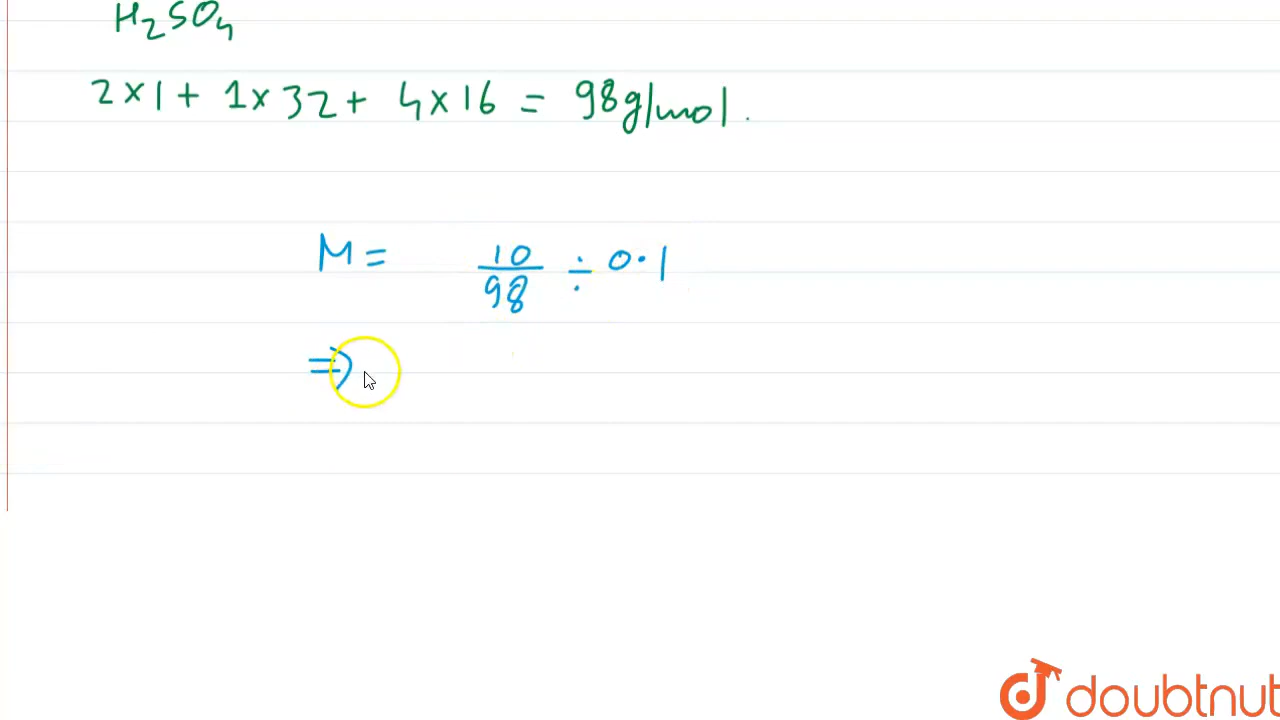 H₂SO₄
2×1 + 1×32 + 4×16 = 98g/mol.
M = 10/98 ÷ 0.1
⇒
doubtnut